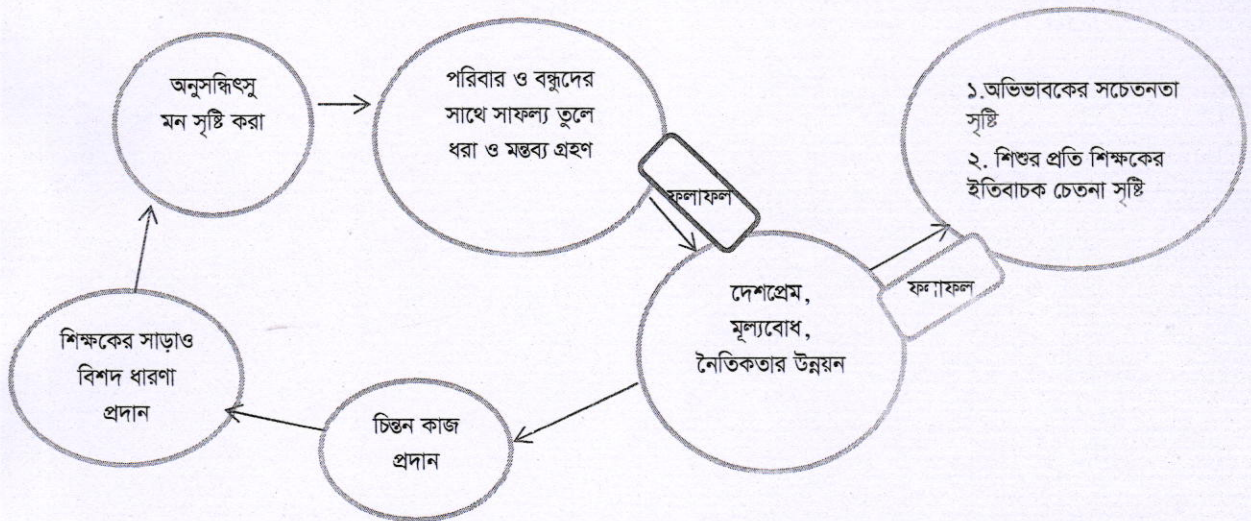 অনুসন্ধিৎসু
মন সৃষ্টি করা
পরিবার ও বন্ধুদের
সাথে সাফল্য তুলে
ধরা ও মন্তব্য গ্রহণ
ফলাফল
১.অভিভাবকের সচেতনতা
সৃষ্টি
২. শিশুর প্রতি শিক্ষকের
ইতিবাচক চেতনা সৃষ্টি
ফলাফল
দেশপ্রেম,
মূল্যবোধ,
নৈতিকতার উন্নয়ন
চিন্তন কাজ
প্রদান
শিক্ষকের সাড়াও
বিশদ ধারণা
প্রদান